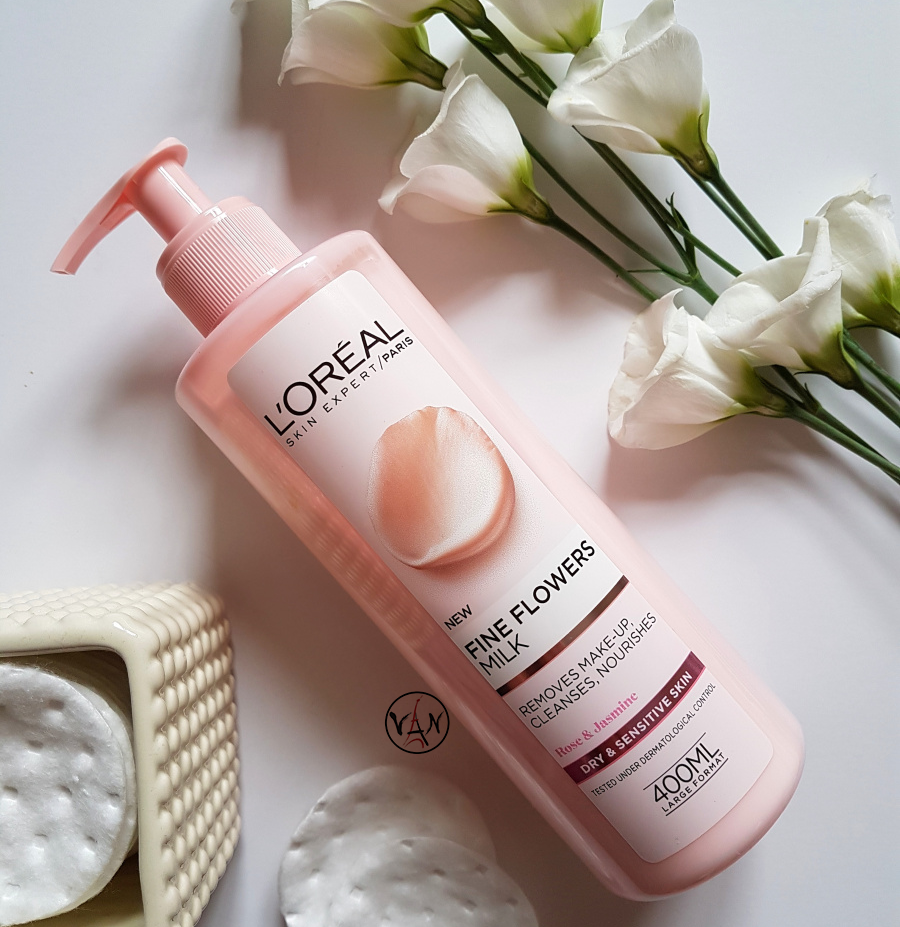 L'ORÉAL
SKIN EXPERT/PARIS
NEW
FINE FLOWERS
MILK
REMOVES MAKE-UP,
CLEANSES, NOURISHES
Rose & Jasmine
DRY & SENSITIVE SKIN
TESTED UNDER DERMATOLOGICAL CONTROL
400ML
LARGE FORMAT
VAN